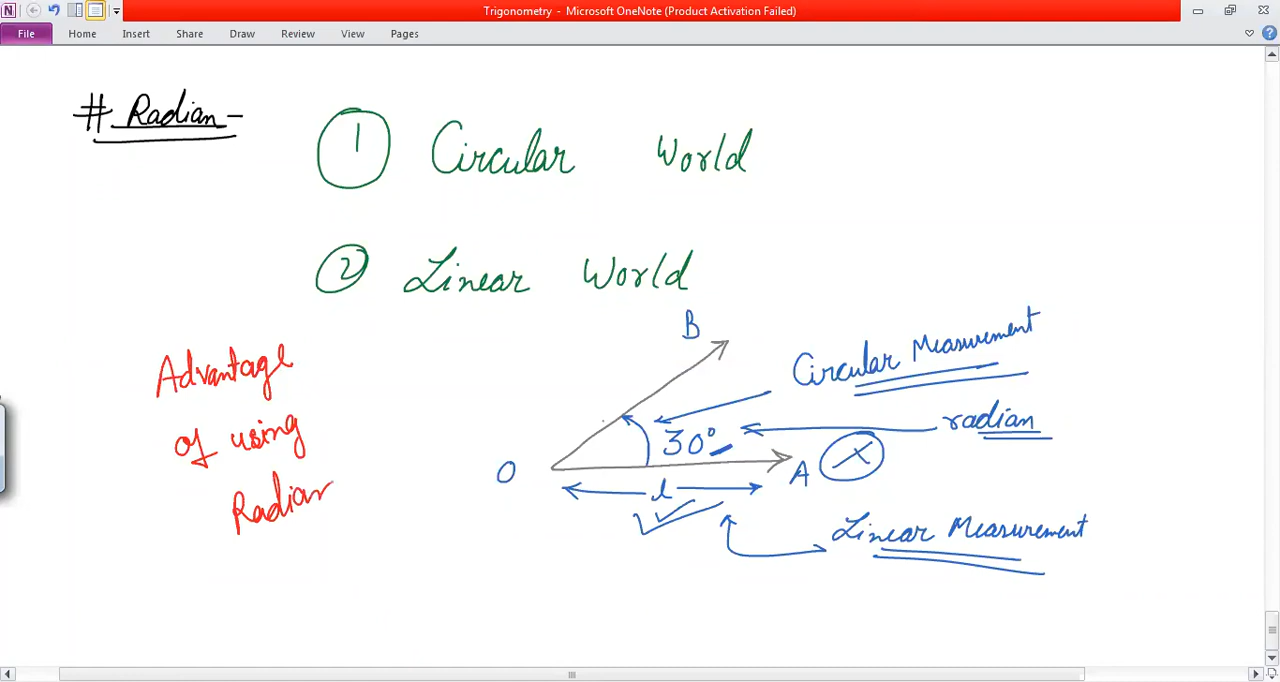 Trigonometry - Microsoft OneNote (Product Activation Failed)
File Home Insert Share Draw Review View Pages
# Radian -
1 Circular World
2 Linear World
B
Circular Measurement
Advantage
radian
of using
30°
O
A
l
Radian
Linear Measurement